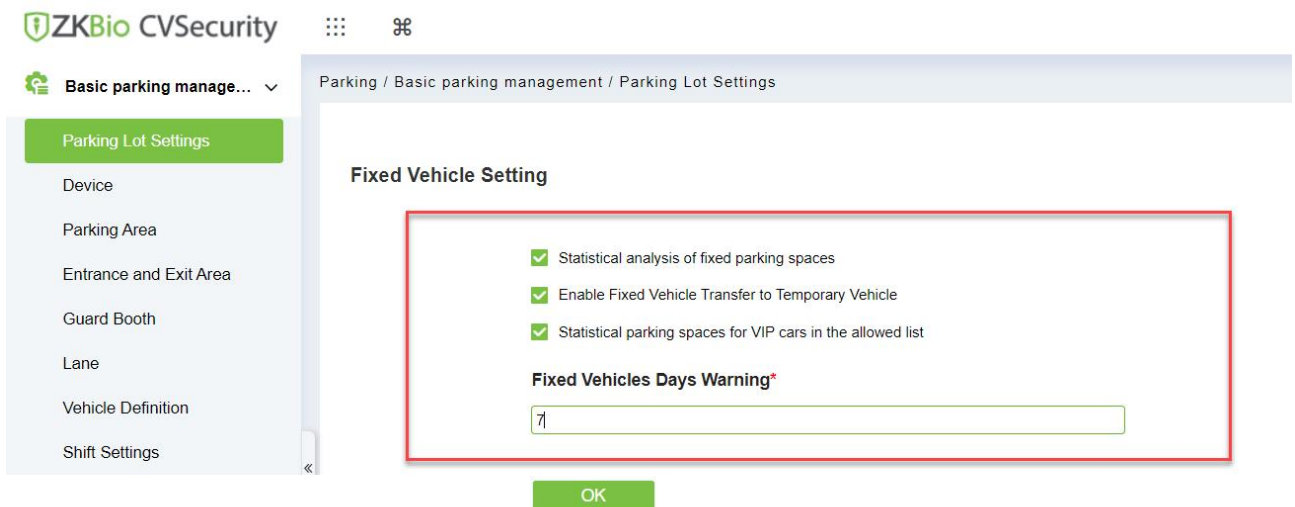 ZKBio CVSecurity
Basic parking manage...
Parking Lot Settings
Device
Parking Area
Entrance and Exit Area
Guard Booth
Lane
Vehicle Definition
Shift Settings
Parking / Basic parking management / Parking Lot Settings
Fixed Vehicle Setting
Statistical analysis of fixed parking spaces
Enable Fixed Vehicle Transfer to Temporary Vehicle
Statistical parking spaces for VIP cars in the allowed list
Fixed Vehicles Days Warning*
7
OK